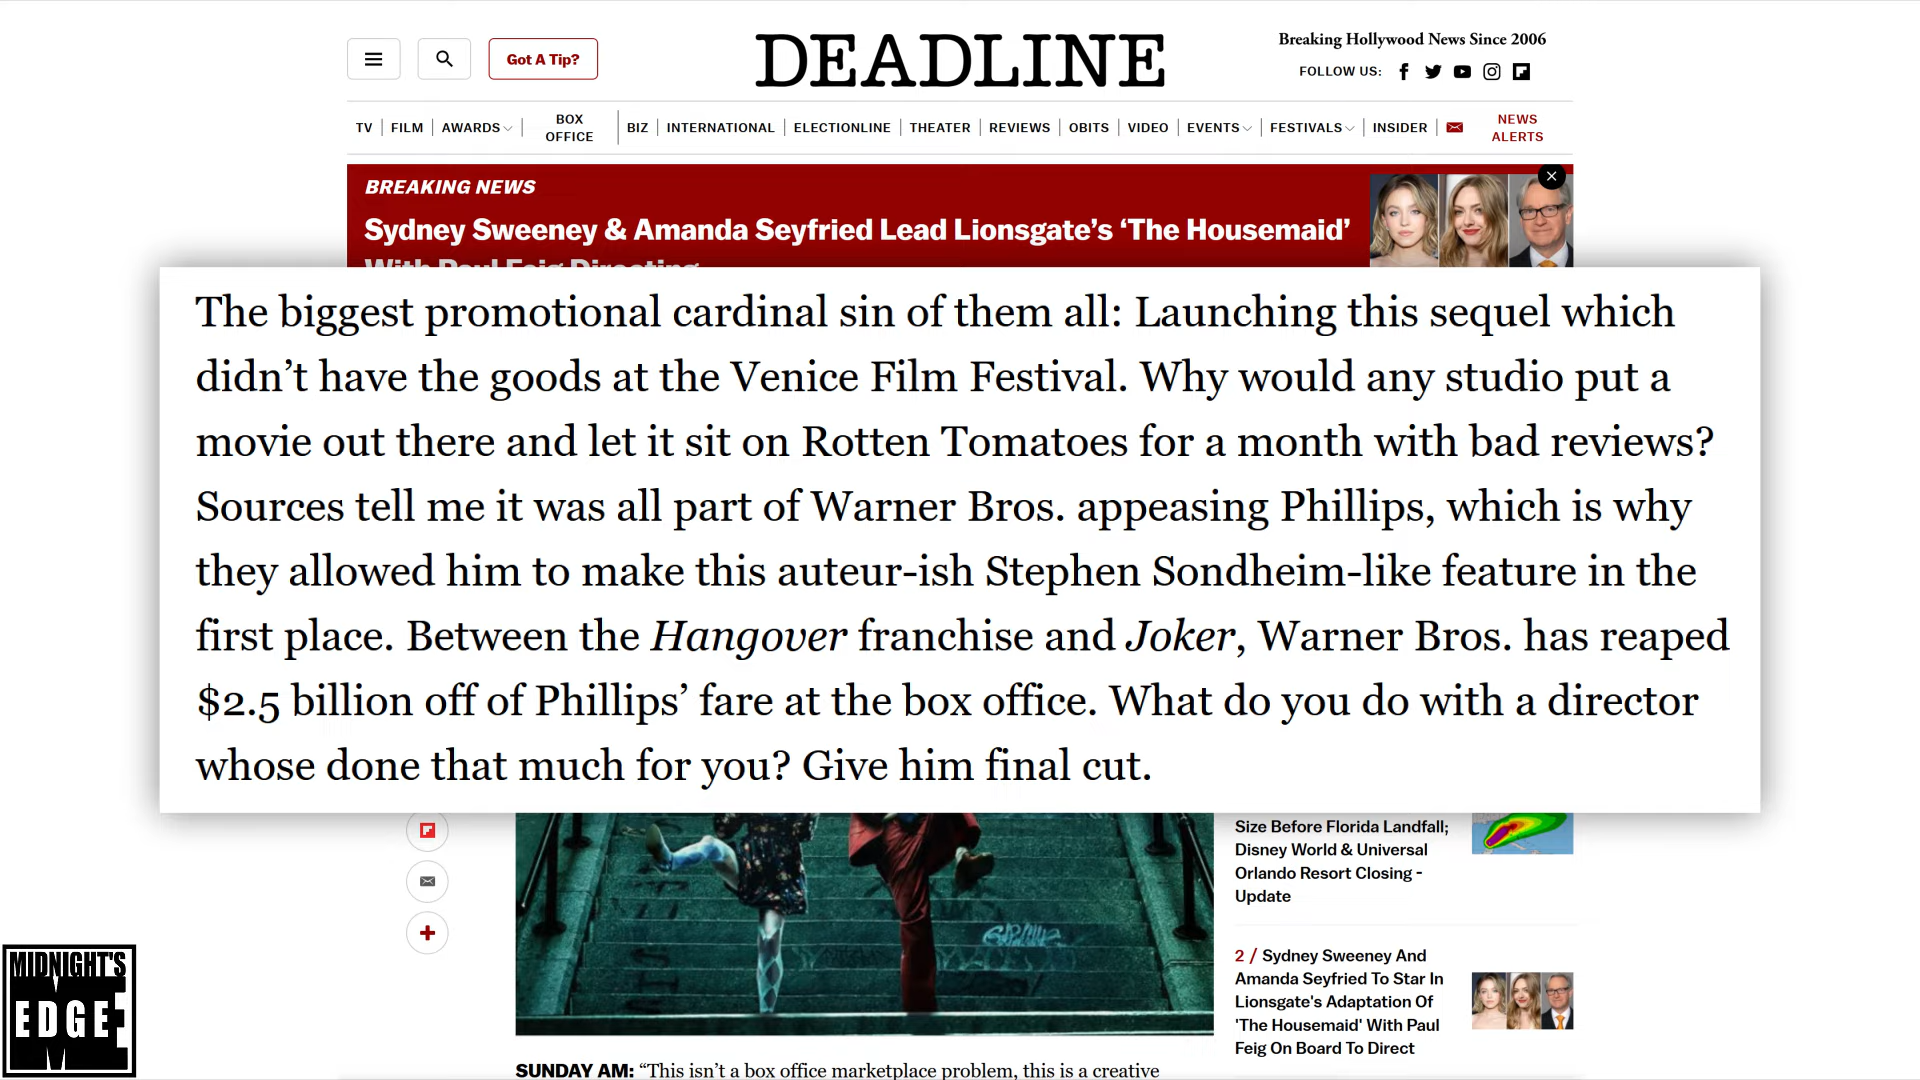 Got A Tip?
DEADLINE
Breaking Hollywood News Since 2006
FOLLOW US:
TV
FILM
AWARDS
BOX
OFFICE
BIZ
INTERNATIONAL
ELECTIONLINE
THEATER
REVIEWS
OBITS
VIDEO
EVENTS
FESTIVALS
INSIDER
NEWS
ALERTS
BREAKING NEWS
Sydney Sweeney & Amanda Seyfried Lead Lionsgate's ‘The Housemaid’
With Paul Feig Directing
The biggest promotional cardinal sin of them all: Launching this sequel which
didn’t have the goods at the Venice Film Festival. Why would any studio put a
movie out there and let it sit on Rotten Tomatoes for a month with bad reviews?
Sources tell me it was all part of Warner Bros. appeasing Phillips, which is why
they allowed him to make this auteur-ish Stephen Sondheim-like feature in the
first place. Between the Hangover franchise and Joker, Warner Bros. has reaped
$2.5 billion off of Phillips’ fare at the box office. What do you do with a director
whose done that much for you? Give him final cut.
Size Before Florida Landfall;
Disney World & Universal
Orlando Resort Closing -
Update
2 / Sydney Sweeney And
Amanda Seyfried To Star In
Lionsgate's Adaptation Of
'The Housemaid' With Paul
Feig On Board To Direct
SUNDAY AM: “This isn’t a box office marketplace problem, this is a creative
MIDNIGHT'S
EDGE